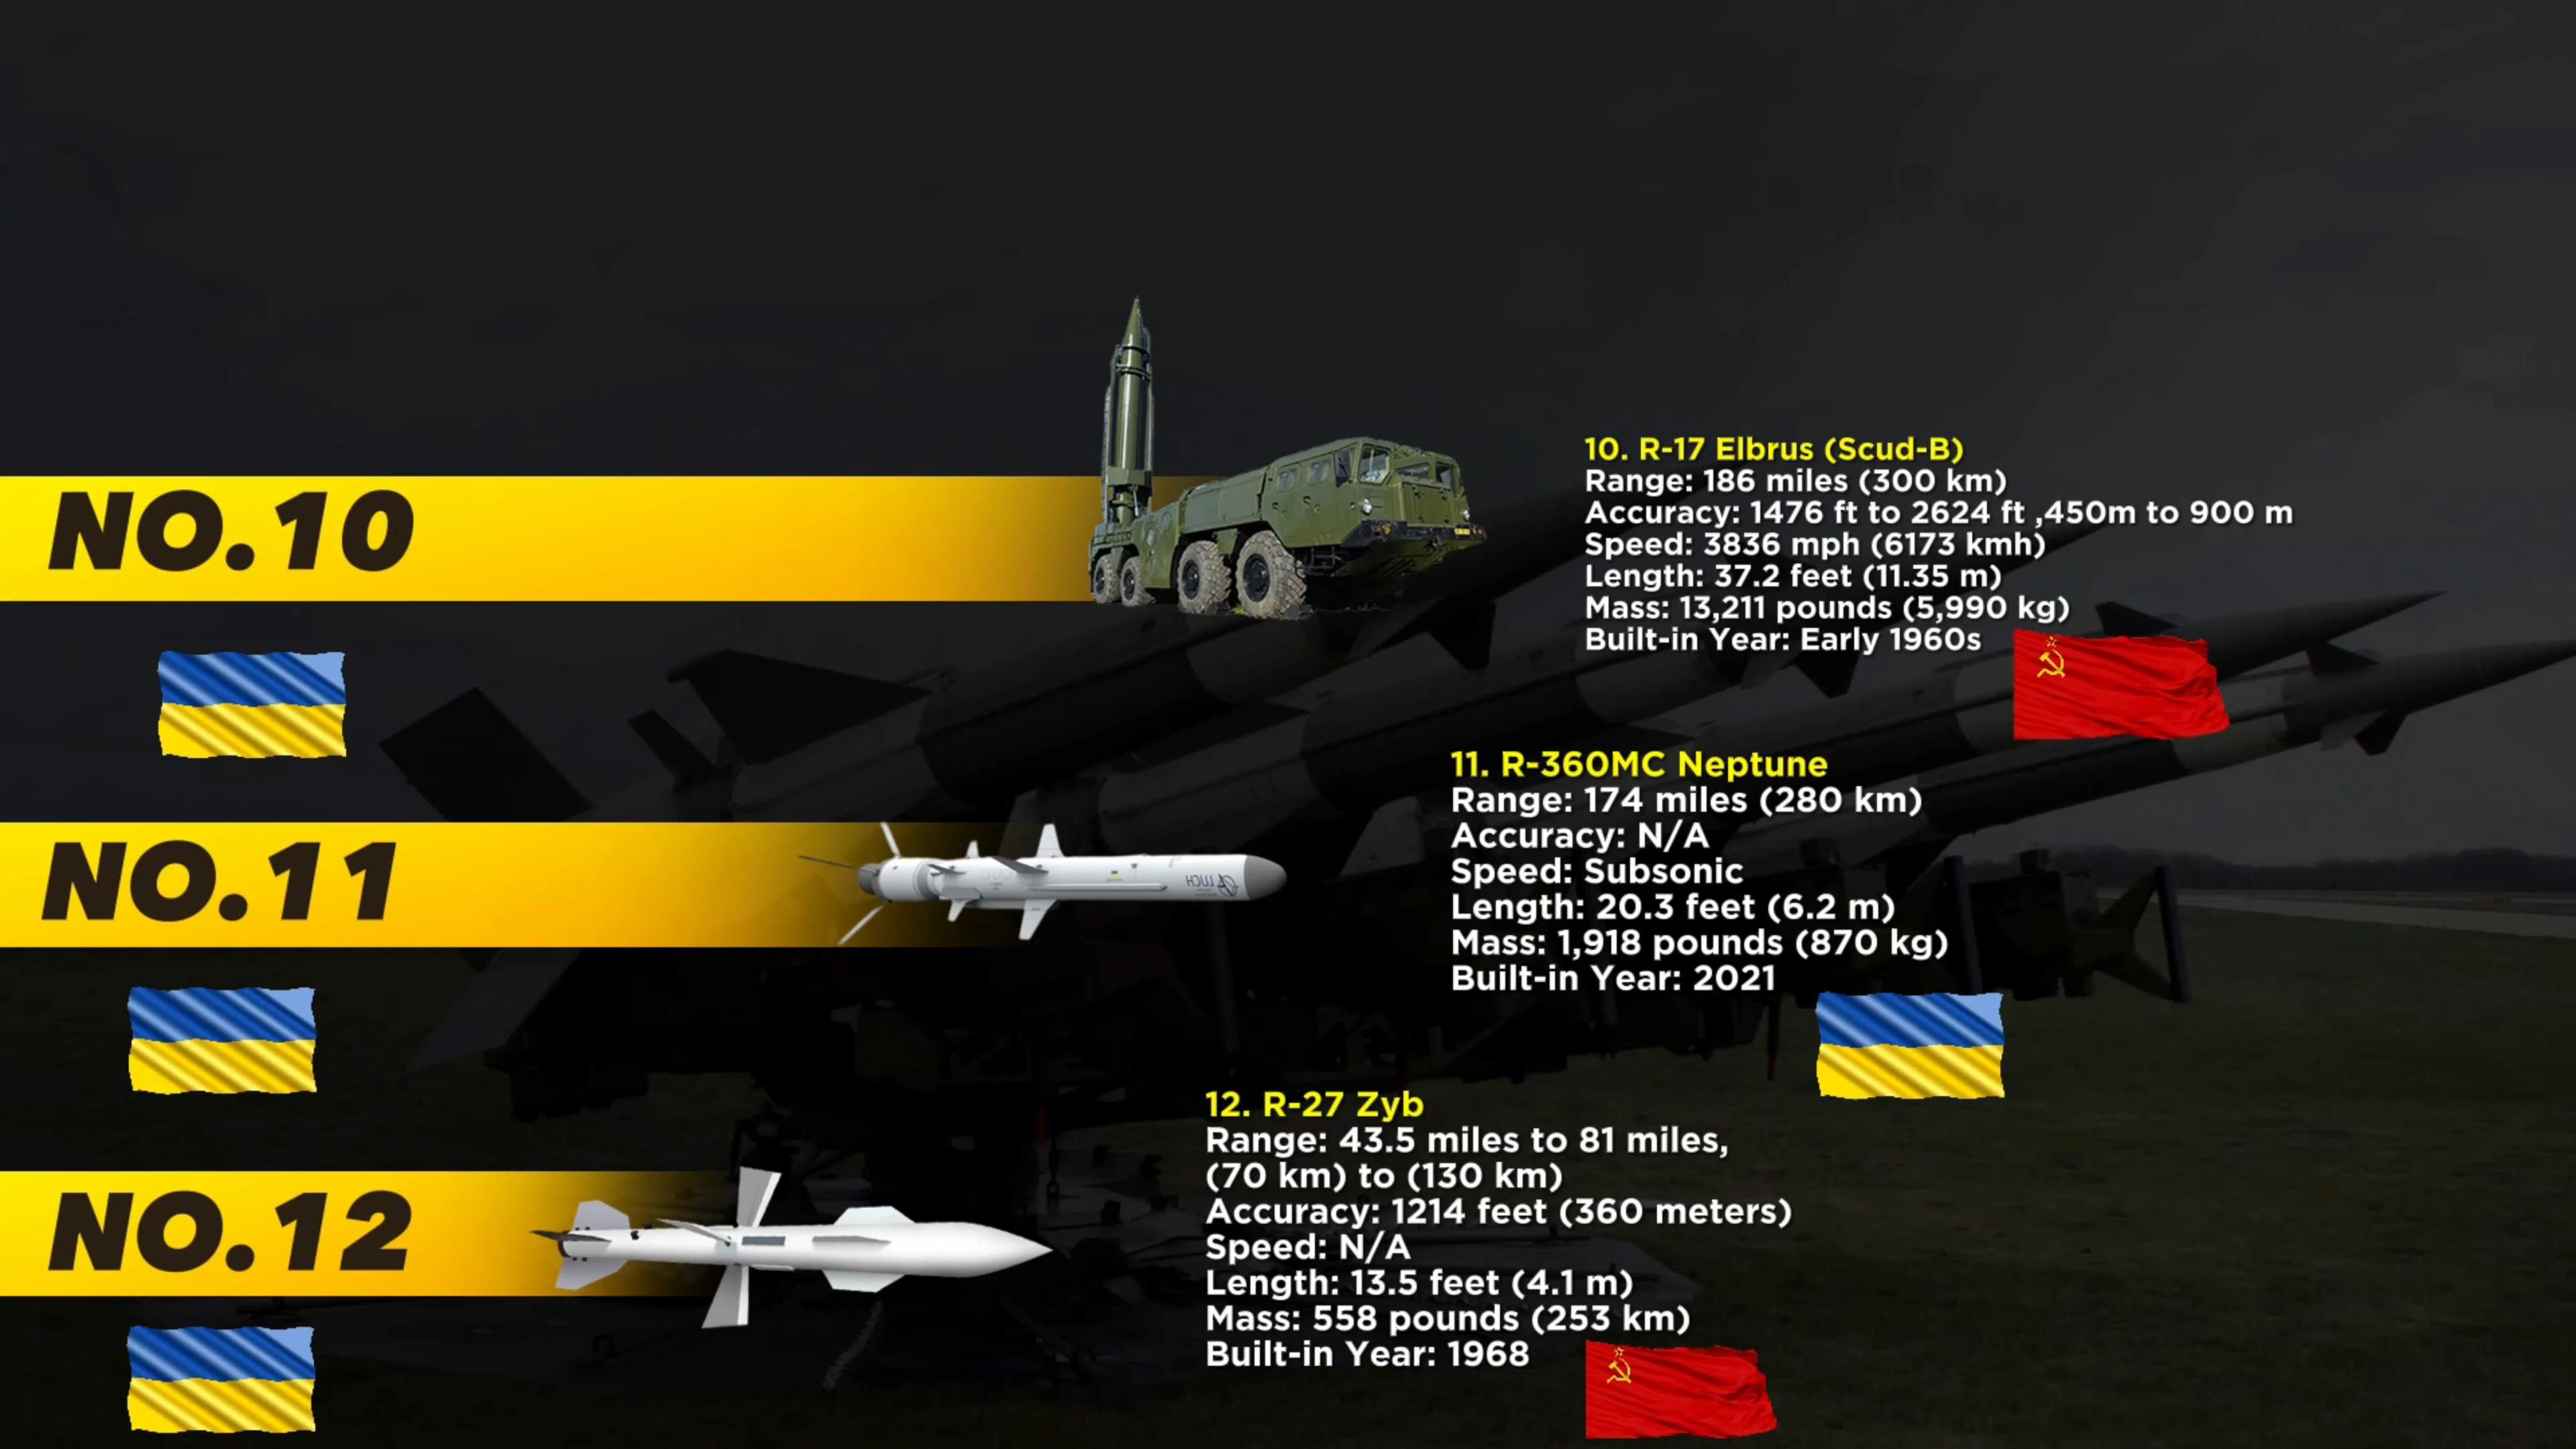 NO.10
10. R-17 Elbrus (Scud-B)
Range: 186 miles (300 km)
Accuracy: 1476 ft to 2624 ft ,450m to 900 m
Speed: 3836 mph (6173 kmh)
Length: 37.2 feet (11.35 m)
Mass: 13,211 pounds (5,990 kg)
Built-in Year: Early 1960s
NO.11
LUCH
11. R-360MC Neptune
Range: 174 miles (280 km)
Accuracy: N/A
Speed: Subsonic
Length: 20.3 feet (6.2 m)
Mass: 1,918 pounds (870 kg)
Built-in Year: 2021
NO.12
12. R-27 Zyb
Range: 43.5 miles to 81 miles,
(70 km) to (130 km)
Accuracy: 1214 feet (360 meters)
Speed: N/A
Length: 13.5 feet (4.1 m)
Mass: 558 pounds (253 km)
Built-in Year: 1968